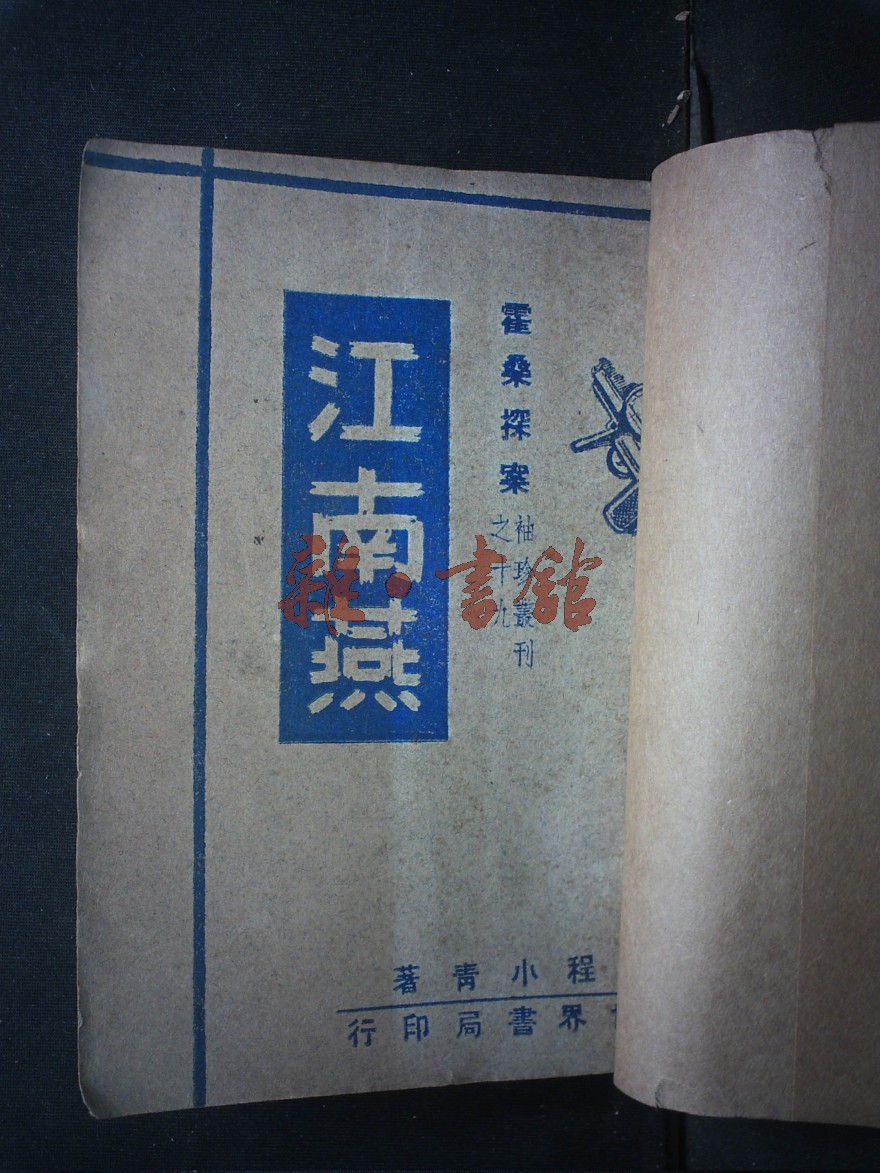 霍桑探案
袖珍叢刊
之十九
江南燕
程小青著
界書局印行
雜·書館